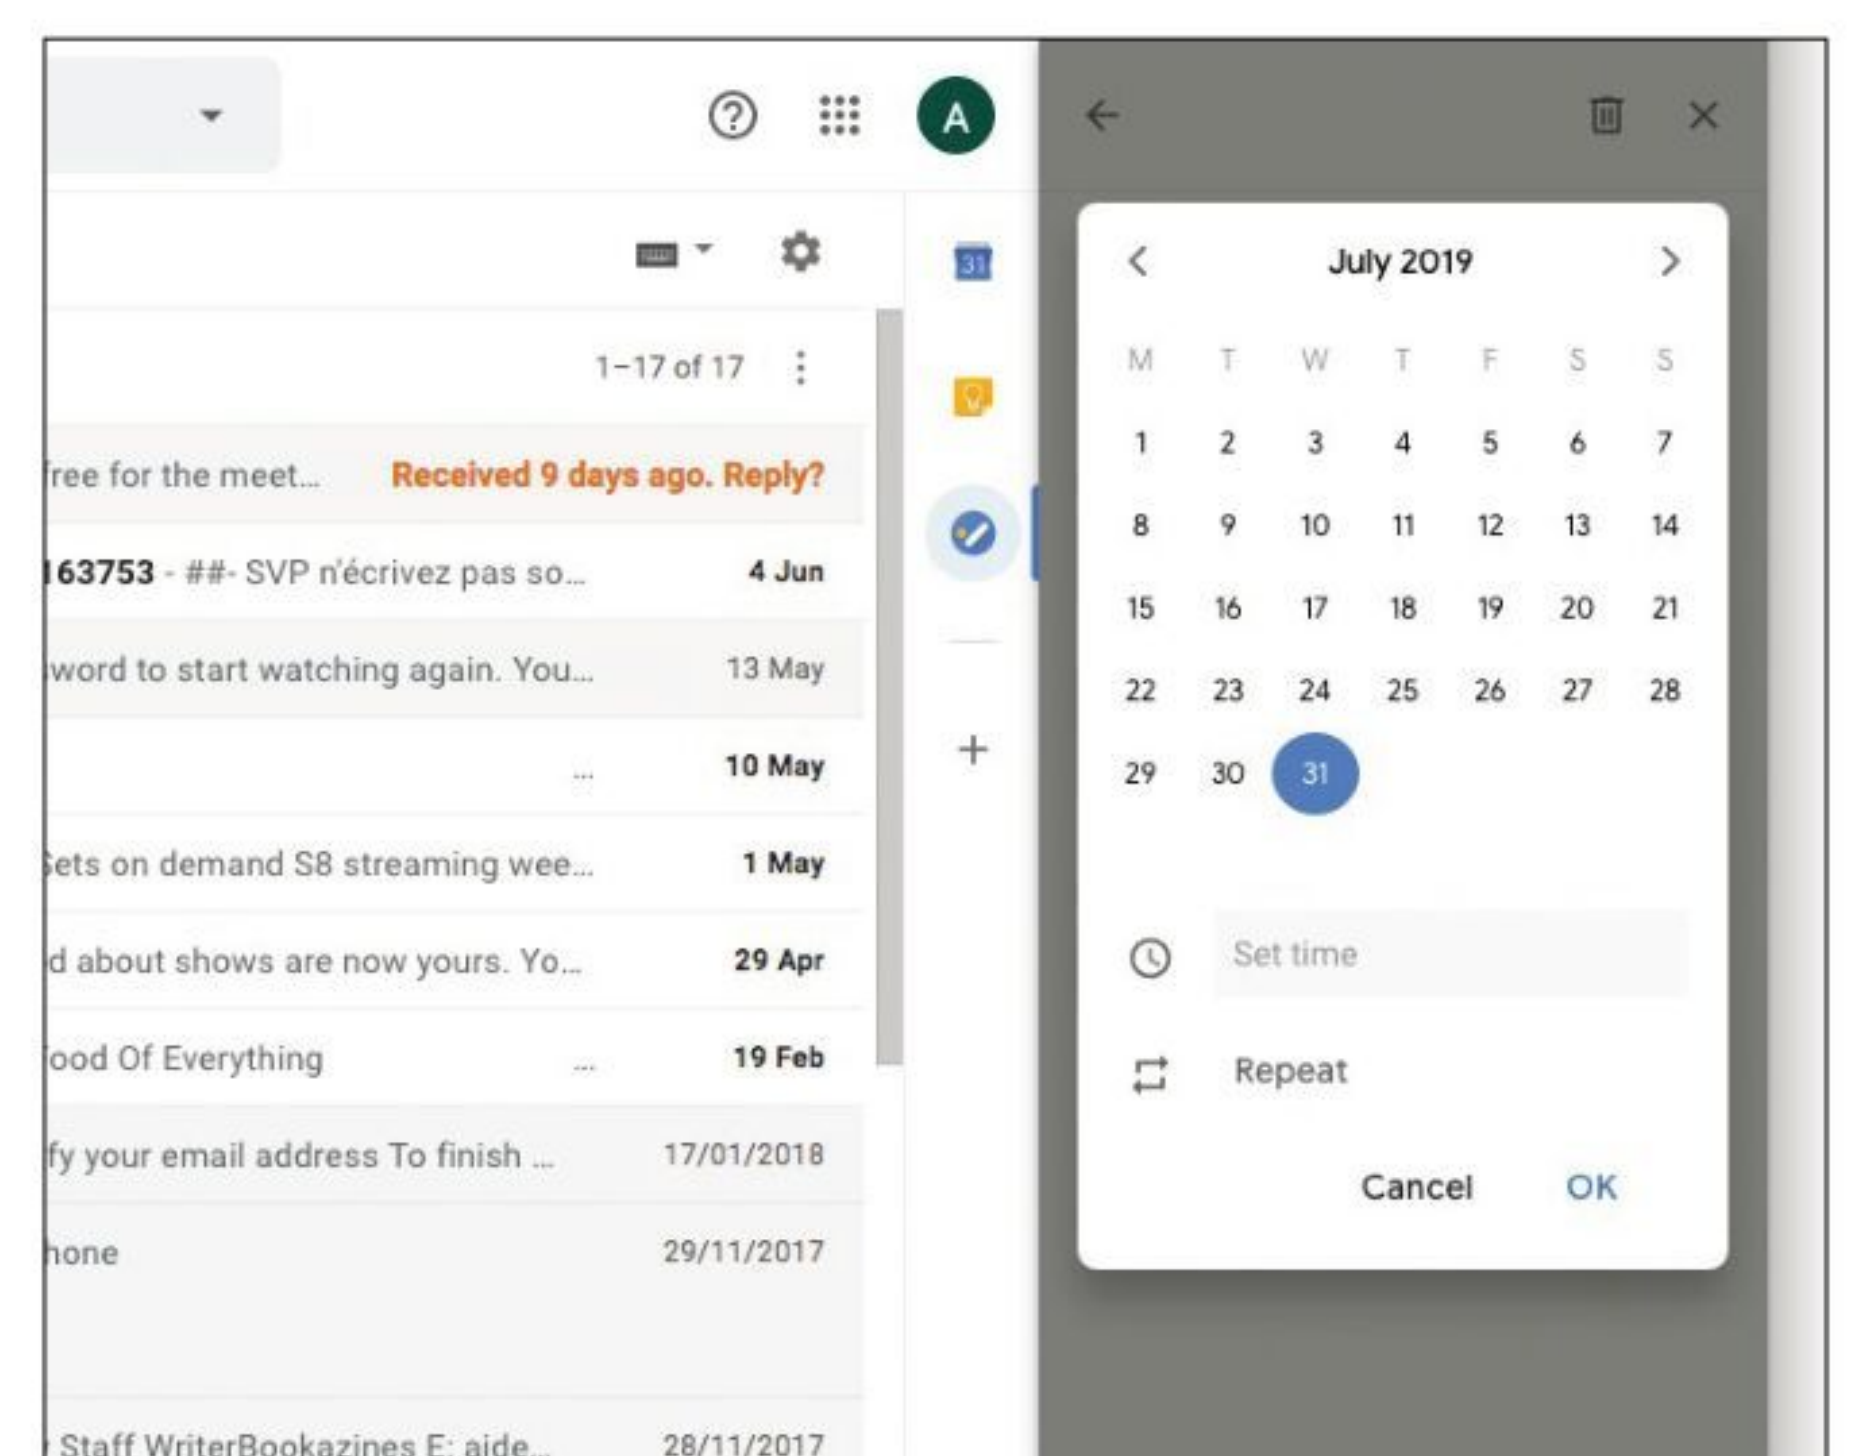 A
31
1–17 of 17
free for the meet... Received 9 days ago. Reply?
163753 - ##- SVP n'écrivez pas so... 4 Jun
sword to start watching again. You... 13 May
... 10 May
Sets on demand S8 streaming wee... 1 May
d about shows are now yours. Yo... 29 Apr
ood Of Everything ... 19 Feb
fy your email address To finish ... 17/01/2018
hone 29/11/2017
Staff WriterBookazines E: aide... 28/11/2017
July 2019
M T W T F S S
1 2 3 4 5 6 7
8 9 10 11 12 13 14
15 16 17 18 19 20 21
22 23 24 25 26 27 28
29 30 31
Set time
Repeat
Cancel OK